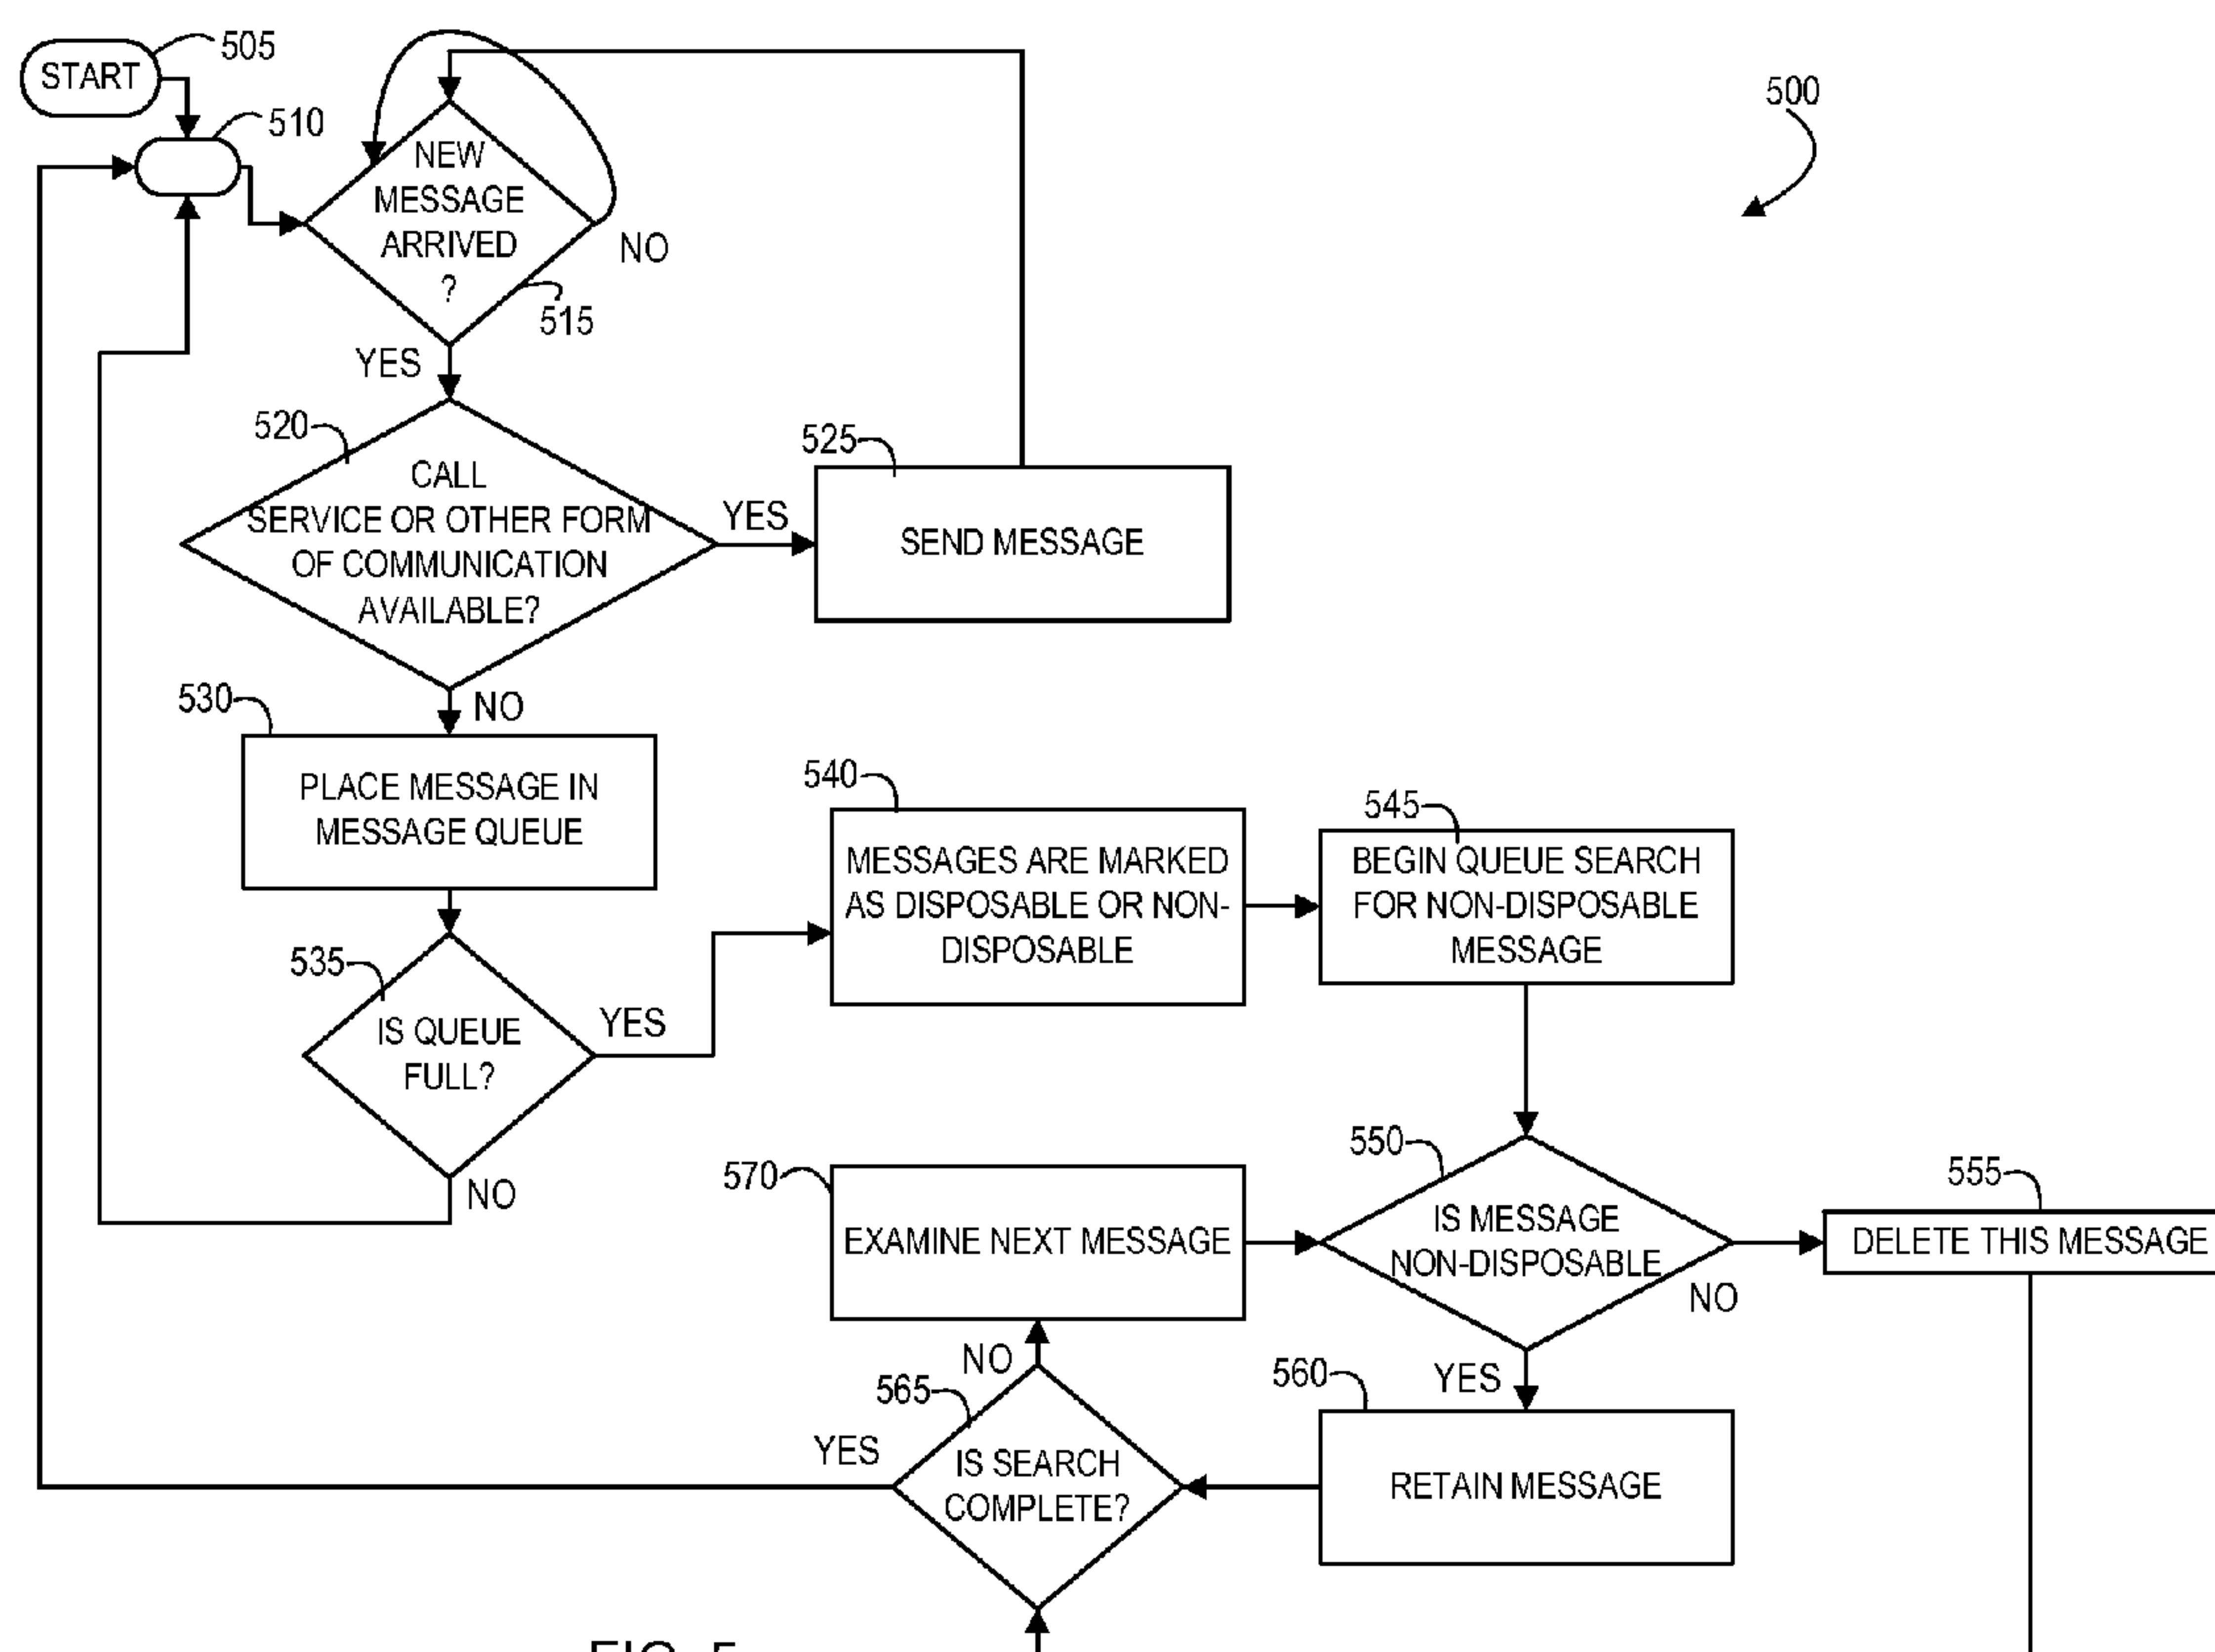 505
START
500
510
NEW
MESSAGE
ARRIVED
?
NO
515
YES
520
CALL
SERVICE OR OTHER FORM
OF COMMUNICATION
AVAILABLE?
YES
525
SEND MESSAGE
NO
530
PLACE MESSAGE IN
MESSAGE QUEUE
535
IS QUEUE
FULL?
YES
NO
540
MESSAGES ARE MARKED
AS DISPOSABLE OR NON-
DISPOSABLE
545
BEGIN QUEUE SEARCH
FOR NON-DISPOSABLE
MESSAGE
550
IS MESSAGE
NON-DISPOSABLE
NO
555
DELETE THIS MESSAGE
YES
560
RETAIN MESSAGE
565
IS SEARCH
COMPLETE?
YES
NO
570
EXAMINE NEXT MESSAGE
FIG. 5